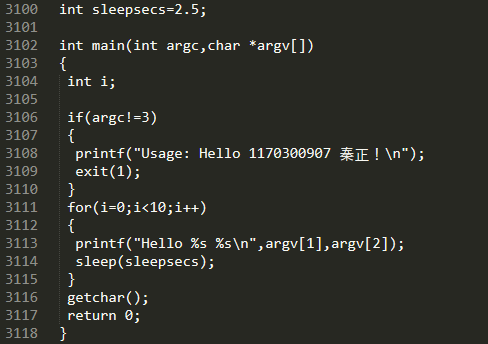 3100 int sleepsecs=2.5;
3101
3102 int main(int argc,char *argv[])
3103 {
3104  int i;
3105
3106  if(argc!=3)
3107  {
3108   printf("Usage: Hello 1170300907 秦正！\n");
3109   exit(1);
3110  }
3111  for(i=0;i<10;i++)
3112  {
3113   printf("Hello %s %s\n",argv[1],argv[2]);
3114   sleep(sleepsecs);
3115  }
3116  getchar();
3117  return 0;
3118 }